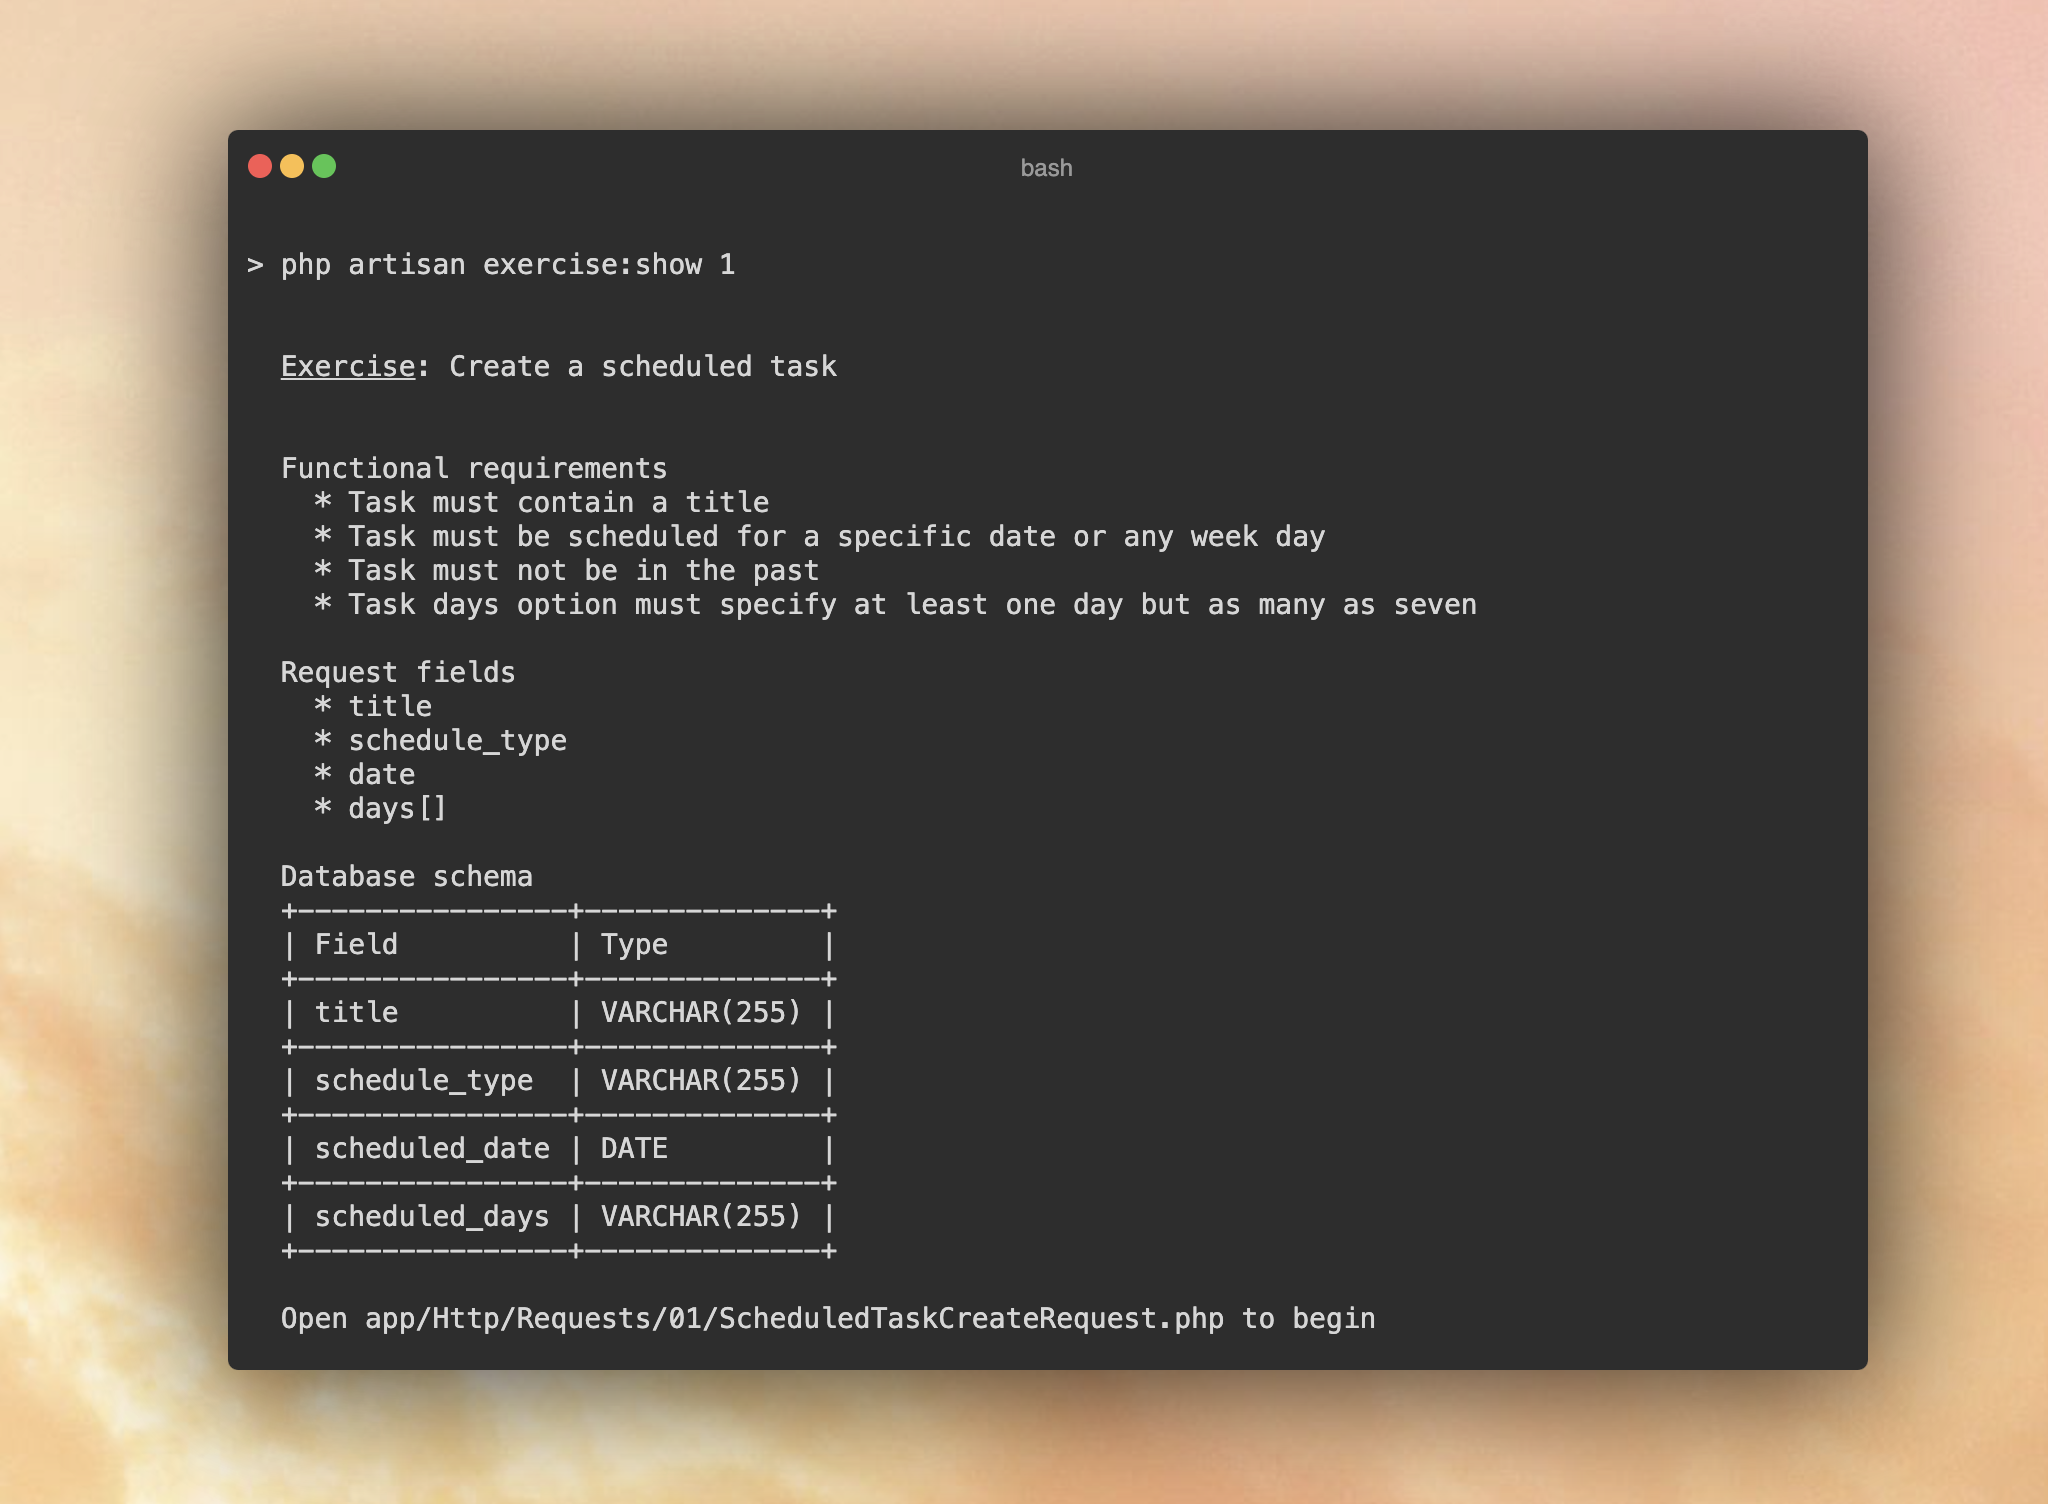 bash
> php artisan exercise:show 1
Exercise: Create a scheduled task
Functional requirements
* Task must contain a title
* Task must be scheduled for a specific date or any week day
* Task must not be in the past
* Task days option must specify at least one day but as many as seven
Request fields
* title
* schedule_type
* date
* days[]
Database schema
+----------------+--------------+
| Field          | Type         |
+----------------+--------------+
| title          | VARCHAR(255) |
+----------------+--------------+
| schedule_type  | VARCHAR(255) |
+----------------+--------------+
| scheduled_date | DATE         |
+----------------+--------------+
| scheduled_days | VARCHAR(255) |
+----------------+--------------+
Open app/Http/Requests/01/ScheduledTaskCreateRequest.php to begin